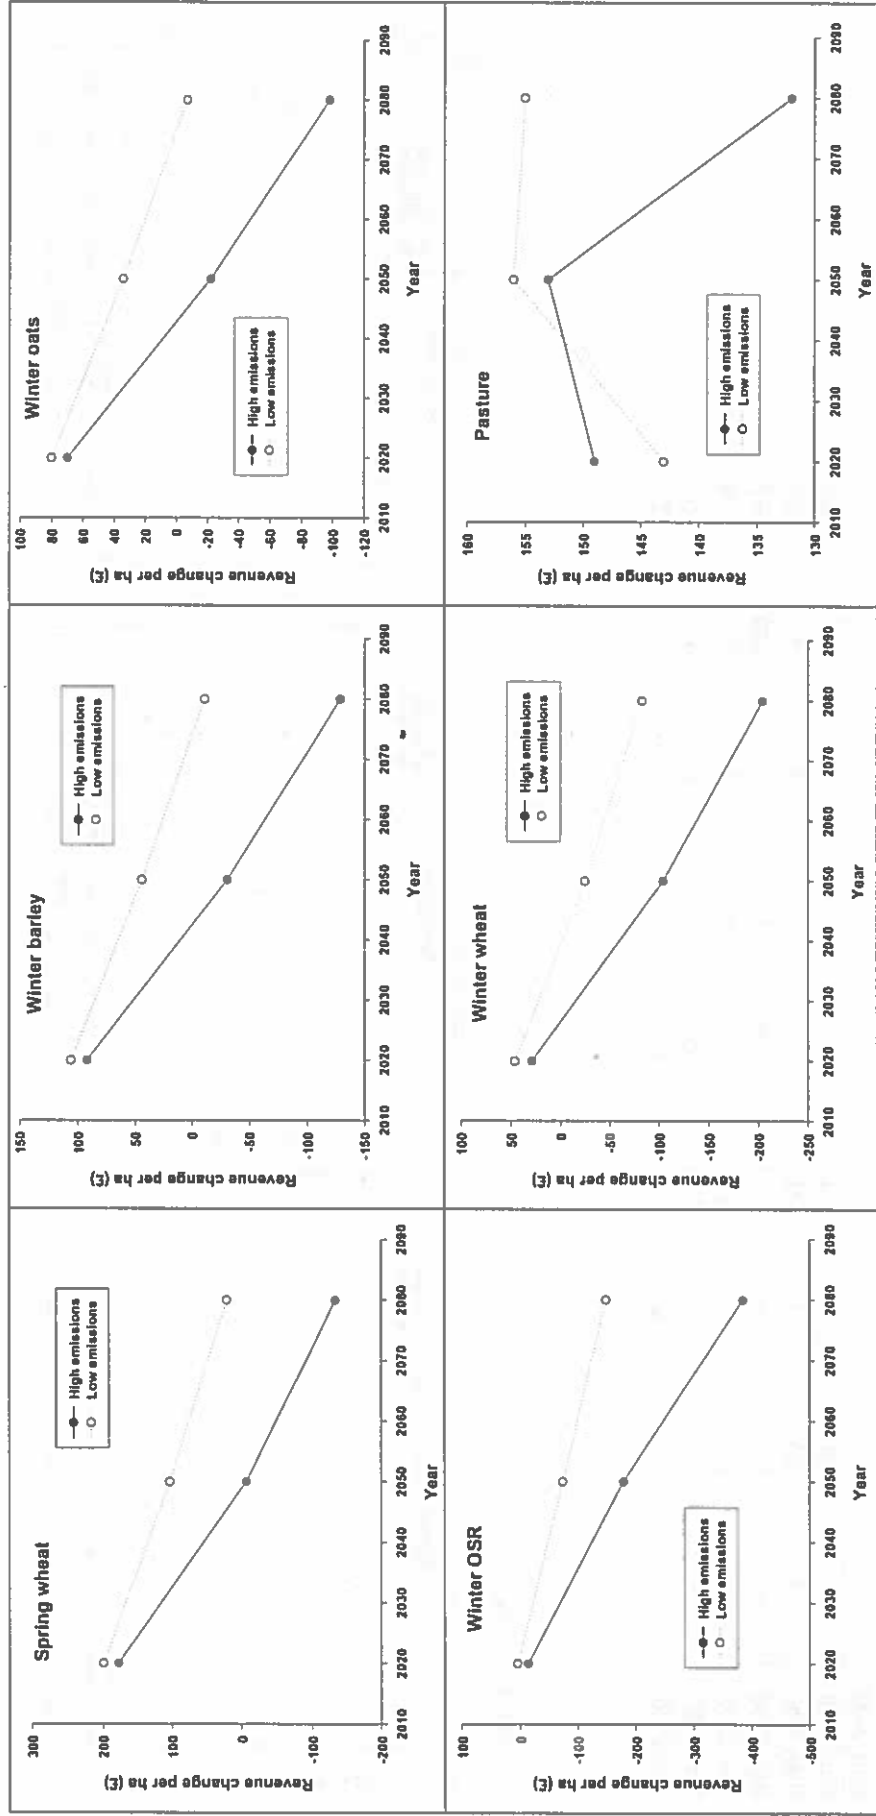 Spring wheat
High emissions
Low emissions
Revenue change per ha (£)
300
200
100
0
-100
-200
2010 2020 2030 2040 2050 2060 2070 2080 2090
Year
Winter barley
High emissions
Low emissions
Revenue change per ha (£)
150
100
50
0
-50
-100
-150
2010 2020 2030 2040 2050 2060 2070 2080 2090
Year
Winter oats
High emissions
Low emissions
Revenue change per ha (£)
100
80
60
40
20
0
-20
-40
-60
-80
-100
-120
2010 2020 2030 2040 2050 2060 2070 2080 2090
Year
Winter OSR
High emissions
Low emissions
Revenue change per ha (£)
100
0
-100
-200
-300
-400
-500
2010 2020 2030 2040 2050 2060 2070 2080 2090
Year
Winter wheat
High emissions
Low emissions
Revenue change per ha (£)
100
50
0
-50
-100
-150
-200
-250
2010 2020 2030 2040 2050 2060 2070 2080 2090
Year
Pasture
High emissions
Low emissions
Revenue change per ha (£)
160
155
150
150
145
135
130
2010 2020 2030 2040 2050 2060 2070 2080 2090
Year